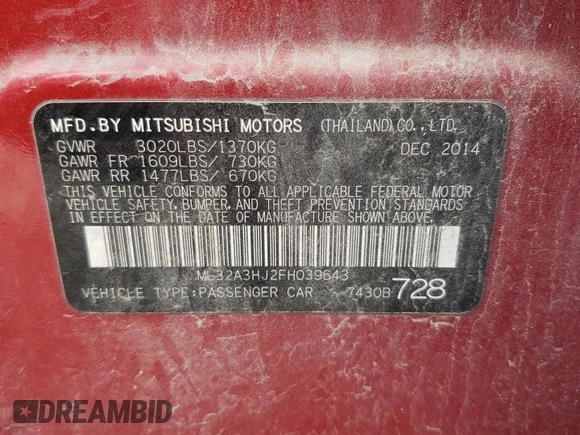 MFD.BY MITSUBISHI MOTORS (THAILAND)CO.,LTD.
GVWR 3020LBS/1370KG DEC 2014
GAWR FR 1609LBS/ 730KG
GAWR RR 1477LBS/ 670KG
THIS VEHICLE CONFORMS TO ALL APPLICABLE FEDERAL MOTOR
VEHICLE SAFETY,BUMPER,AND THEFT PREVENTION STANDARDS
IN EFFECT ON THE DATE OF MANUFACTURE SHOWN ABOVE.
ML32A3HJ2FH039643
VEHICLE TYPE:PASSENGER CAR 7430B 728
DREAMBID